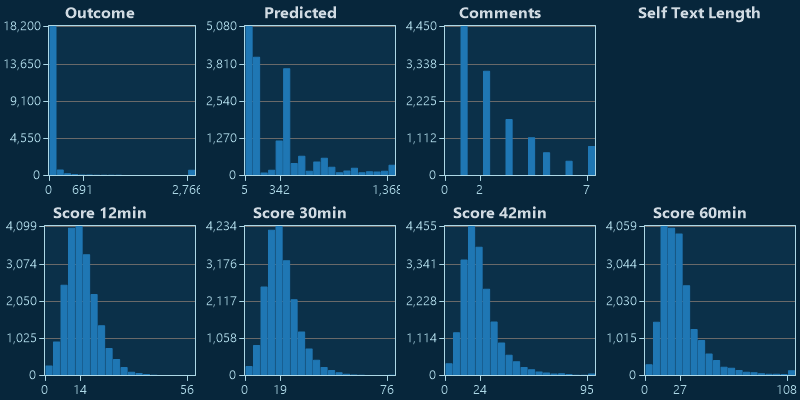 Outcome
18,200
13,650
9,100
4,550
0
0 691 2,766
Predicted
5,080
3,810
2,540
1,270
0
5 342 1,368
Comments
4,450
3,338
2,225
1,112
0
0 2 7
Self Text Length
Score 12min
4,099
3,074
2,050
1,025
0
0 14 56
Score 30min
4,234
3,176
2,117
1,058
0
0 19 76
Score 42min
4,455
3,341
2,228
1,114
0
0 24 95
Score 60min
4,059
3,044
2,030
1,015
0
0 27 108